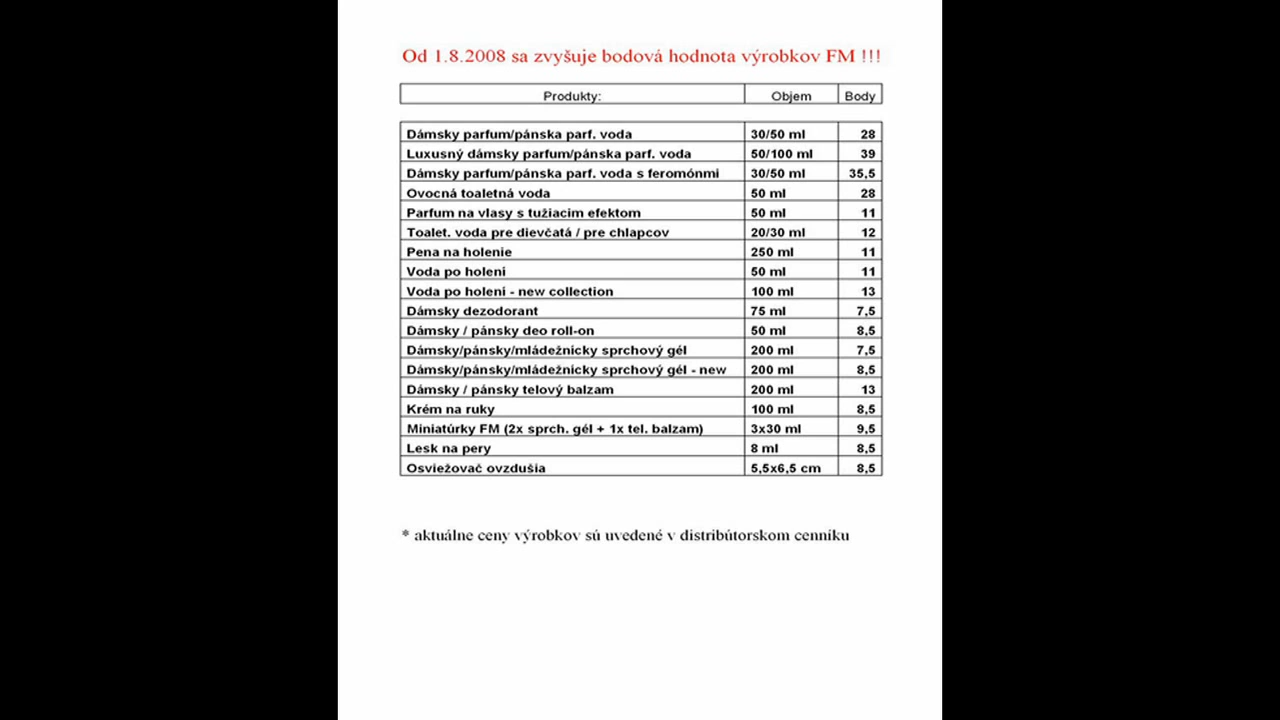 Od 1.8.2008 sa zvyšuje bodová hodnota výrobkov FM !!!
Produkty: Objem Body
Dámsky parfum/pánska parf. voda 30/50 ml 28
Luxusný dámsky parfum/pánska parf. voda 50/100 ml 39
Dámsky parfum/pánska parf. voda s feromónmi 30/50 ml 35,5
Ovocná toaletná voda 50 ml 28
Parfum na vlasy s tužiacim efektom 50 ml 11
Toalet. voda pre dievčatá / pre chlapcov 20/30 ml 12
Pena na holenie 250 ml 11
Voda po holení 50 ml 11
Voda po holení - new collection 100 ml 13
Dámsky dezodorant 75 ml 7,5
Dámsky / pánsky deo roll-on 50 ml 8,5
Dámsky/pánsky/mládežnícky sprchový gél 200 ml 7,5
Dámsky/pánsky/mládežnícky sprchový gél - new 200 ml 8,5
Dámsky / pánsky telový balzam 200 ml 13
Krém na ruky 100 ml 8,5
Miniatúrky FM (2x sprch. gél + 1x tel. balzam) 3x30 ml 9,5
Lesk na pery 8 ml 8,5
Osviežovač ovzdušia 5,5x6,5 cm 8,5
* aktuálne ceny výrobkov sú uvedené v distribútorskom cenníku